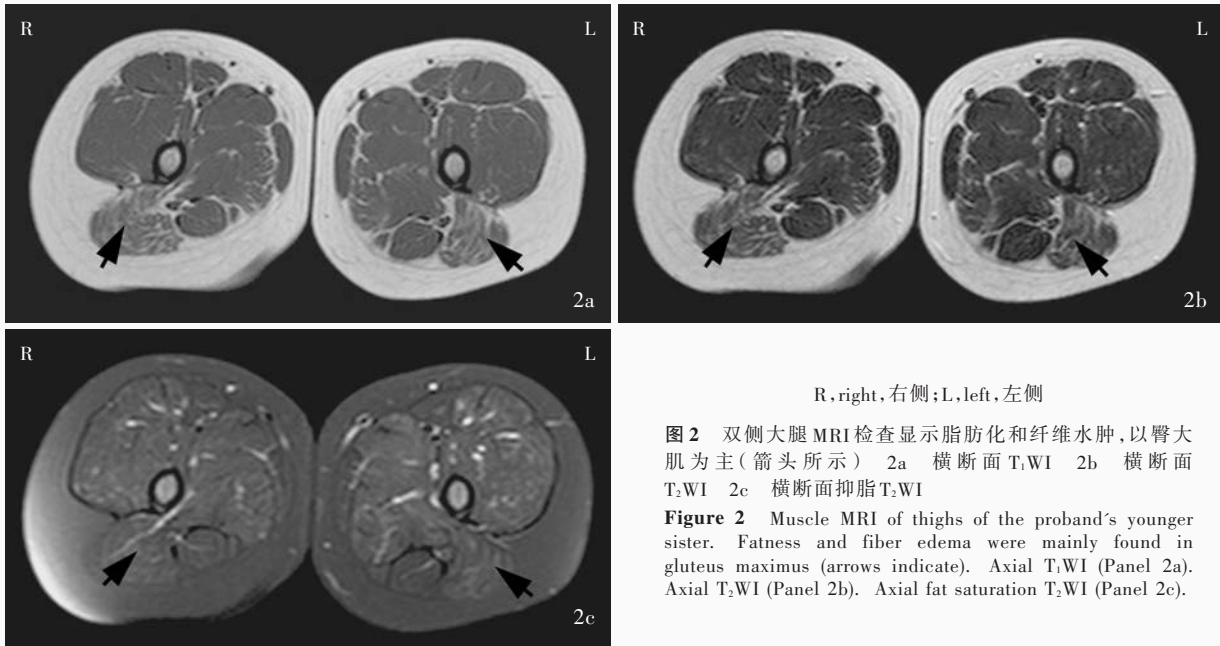 R
L
2a
R
L
2b
R
L
2c
R,right,右侧;L,left,左侧
图2 双侧大腿MRI检查显示脂肪化和纤维水肿,以臀大
肌为主(箭头所示) 2a 横断面T₁WI 2b 横断面
T₂WI 2c 横断面抑脂T₂WI
Figure 2 Muscle MRI of thighs of the proband′s younger
sister. Fatness and fiber edema were mainly found in
gluteus maximus (arrows indicate). Axial T₁WI (Panel 2a).
Axial T₂WI (Panel 2b). Axial fat saturation T₂WI (Panel 2c).